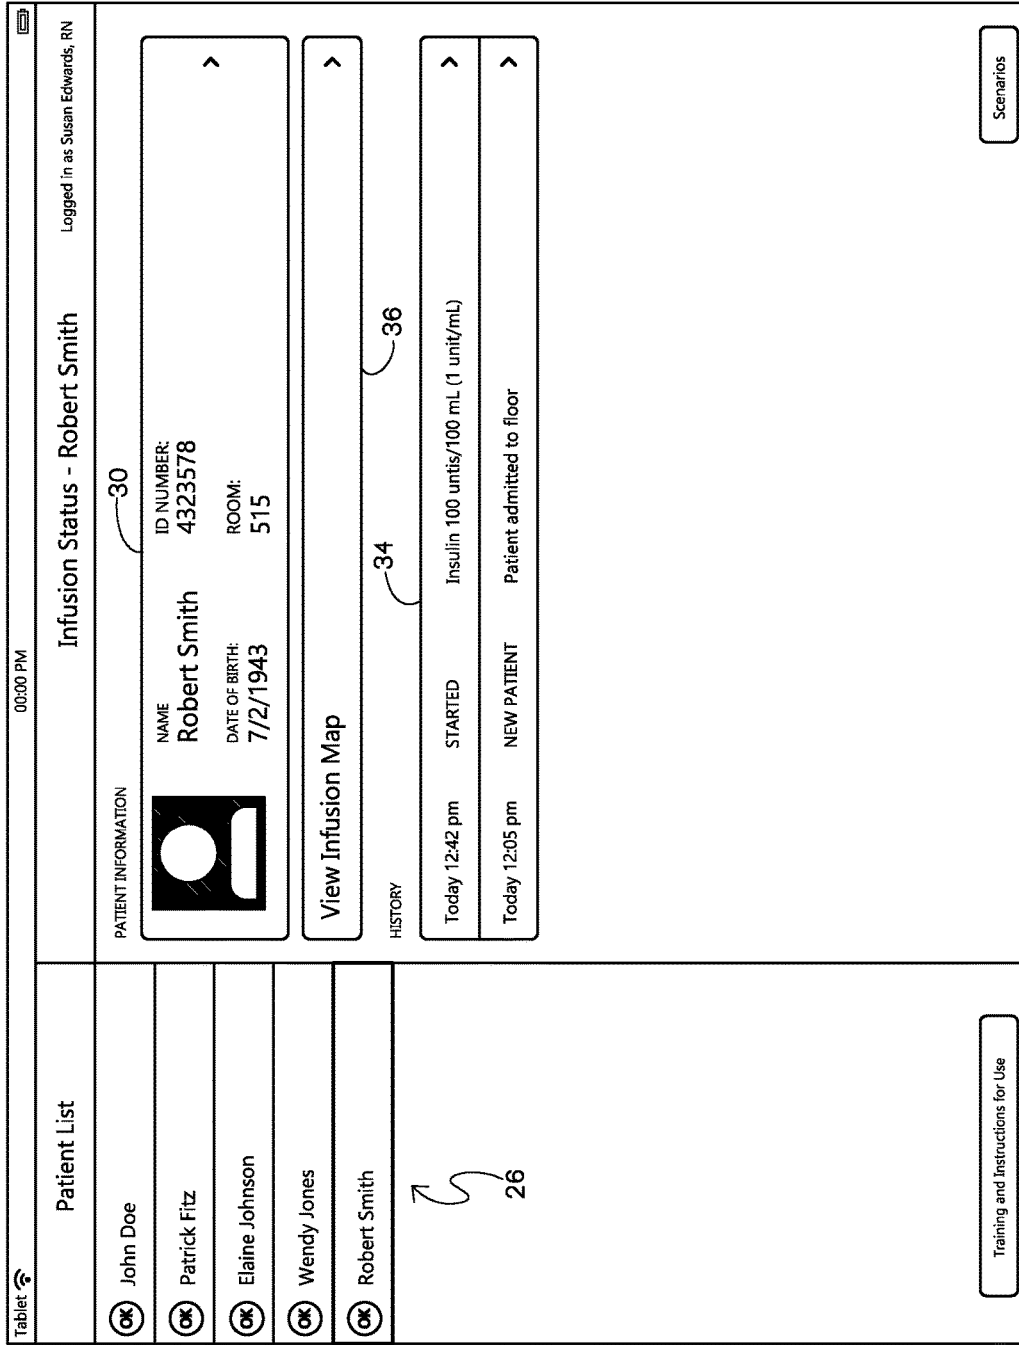 Tablet
00:00 PM
Patient List
Infusion Status - Robert Smith
Logged in as Susan Edwards, RN
OK John Doe
OK Patrick Fitz
OK Elaine Johnson
OK Wendy Jones
OK Robert Smith
26
Training and Instructions for Use
PATIENT INFORMATION
30
NAME
Robert Smith
ID NUMBER:
4323578
DATE OF BIRTH:
7/2/1943
ROOM:
515
View Infusion Map
36
HISTORY
34
Today 12:42 pm STARTED Insulin 100 untis/100 mL (1 unit/mL)
Today 12:05 pm NEW PATIENT Patient admitted to floor
Scenarios